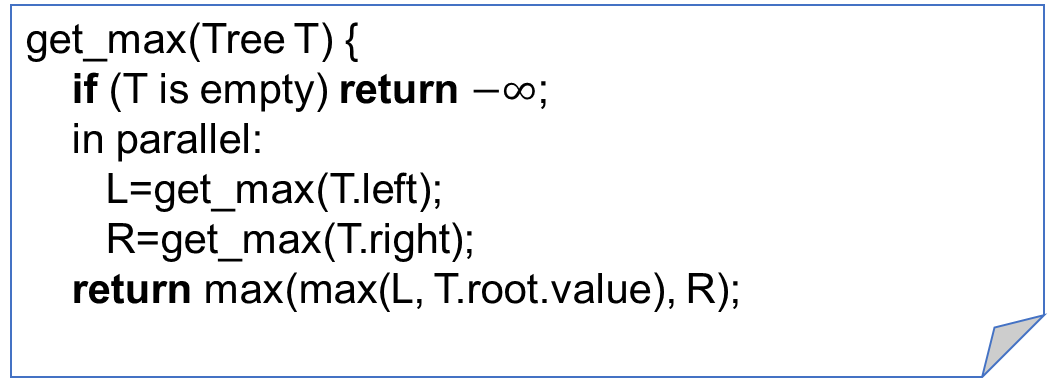 get_max(Tree T) {
if (T is empty) return −∞;
in parallel:
L=get_max(T.left);
R=get_max(T.right);
return max(max(L, T.root.value), R);